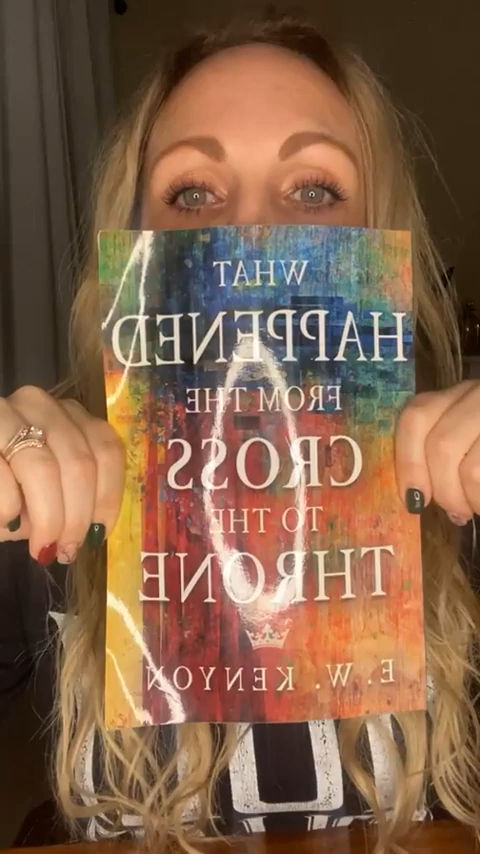 WHAT
HAPPENED
FROM THE
CROSS
TO THE
THRONE
E. W. KENYON